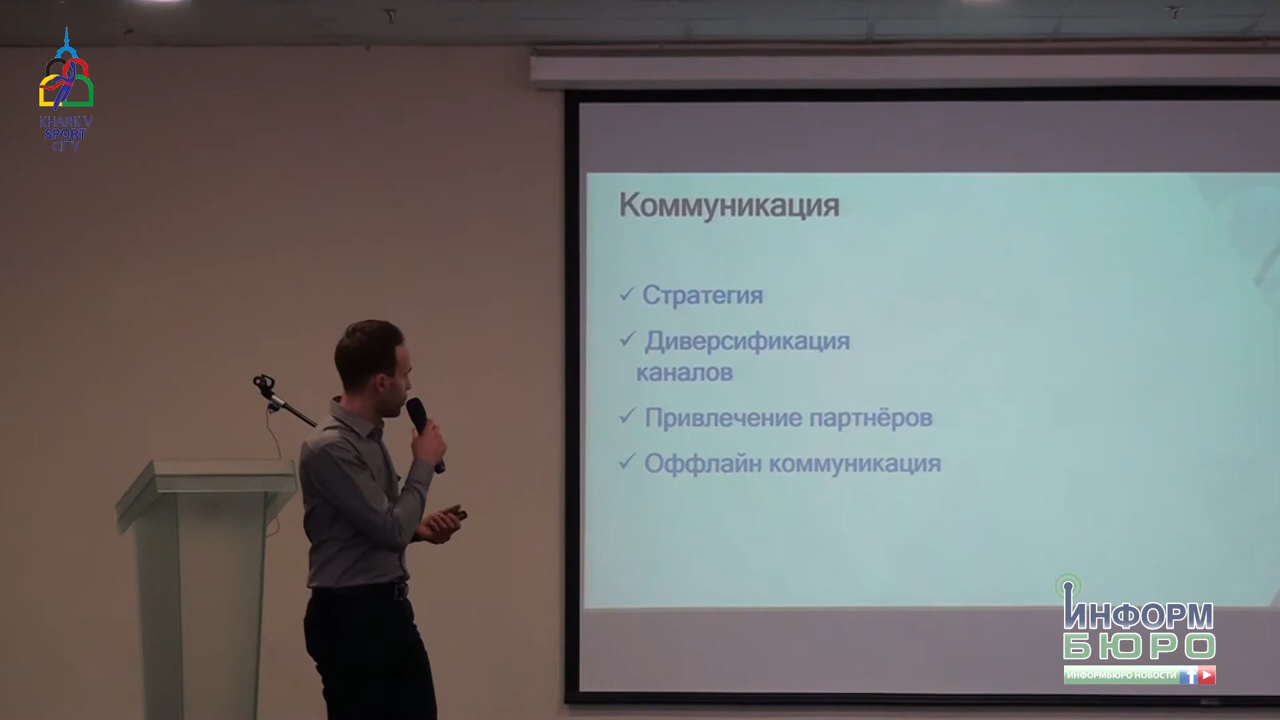 KHARKIV
SPORT
CITY
Коммуникация
✓ Стратегия
✓ Диверсификация
каналов
✓ Привлечение партнёров
✓ Оффлайн коммуникация
ИНФОРМ
БЮРО
ИНФОРМБЮРО НОВОСТИ